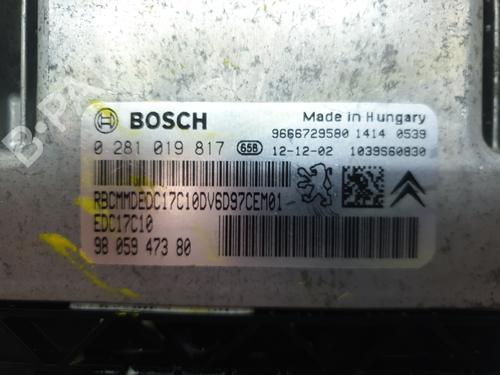 BOSCH
Made in Hungary
9666729580 1414 0539
0 281 019 817 658 12-12-02 1039S60830
RBCMMDEDC17C10DV6D97CEM01
EDC17C10
98 059 473 80